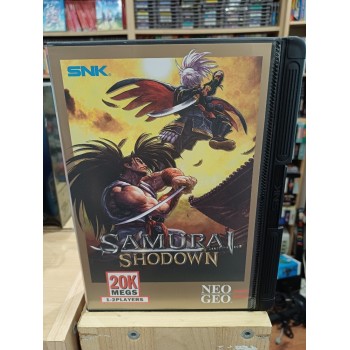 SNK
SAMURAI
SHODOWN
20K
MEGS
1-2PLAYERS
NEO
GEO